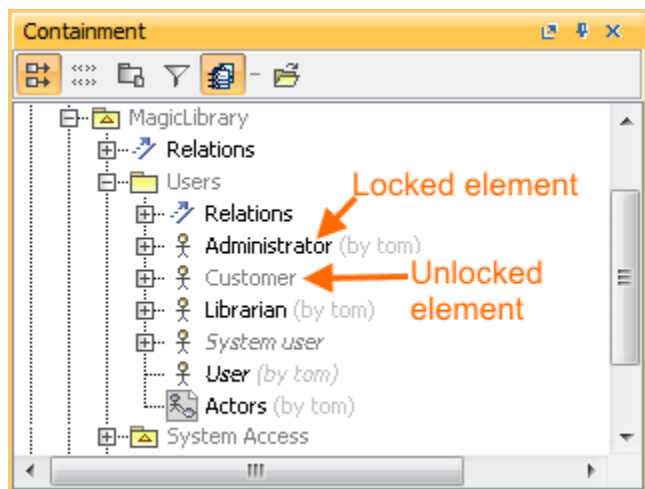 Containment
MagicLibrary
Relations
Users
Locked element
Relations
Administrator (by tom)
Customer
Unlocked element
Librarian (by tom)
System user
User (by tom)
Actors (by tom)
System Access